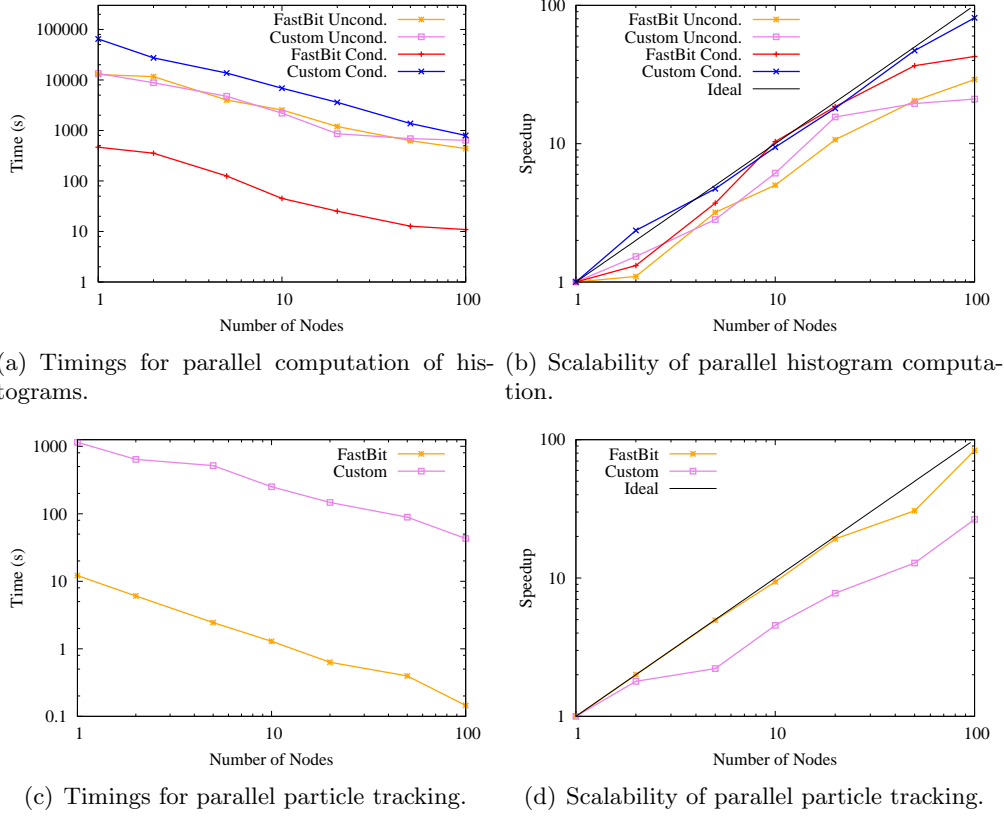 100000
10000
1000
100
10
1
Time (s)
1 10 100
Number of Nodes
FastBit Uncond.
Custom Uncond.
FastBit Cond.
Custom Cond.
100
10
1
Speedup
1 10 100
Number of Nodes
FastBit Uncond.
Custom Uncond.
FastBit Cond.
Custom Cond.
Ideal
(a) Timings for parallel computation of his-
tograms.
(b) Scalability of parallel histogram computa-
tion.
1000
100
10
1
0.1
Time (s)
1 10 100
Number of Nodes
FastBit
Custom
100
10
1
Speedup
1 10 100
Number of Nodes
FastBit
Custom
Ideal
(c) Timings for parallel particle tracking.
(d) Scalability of parallel particle tracking.